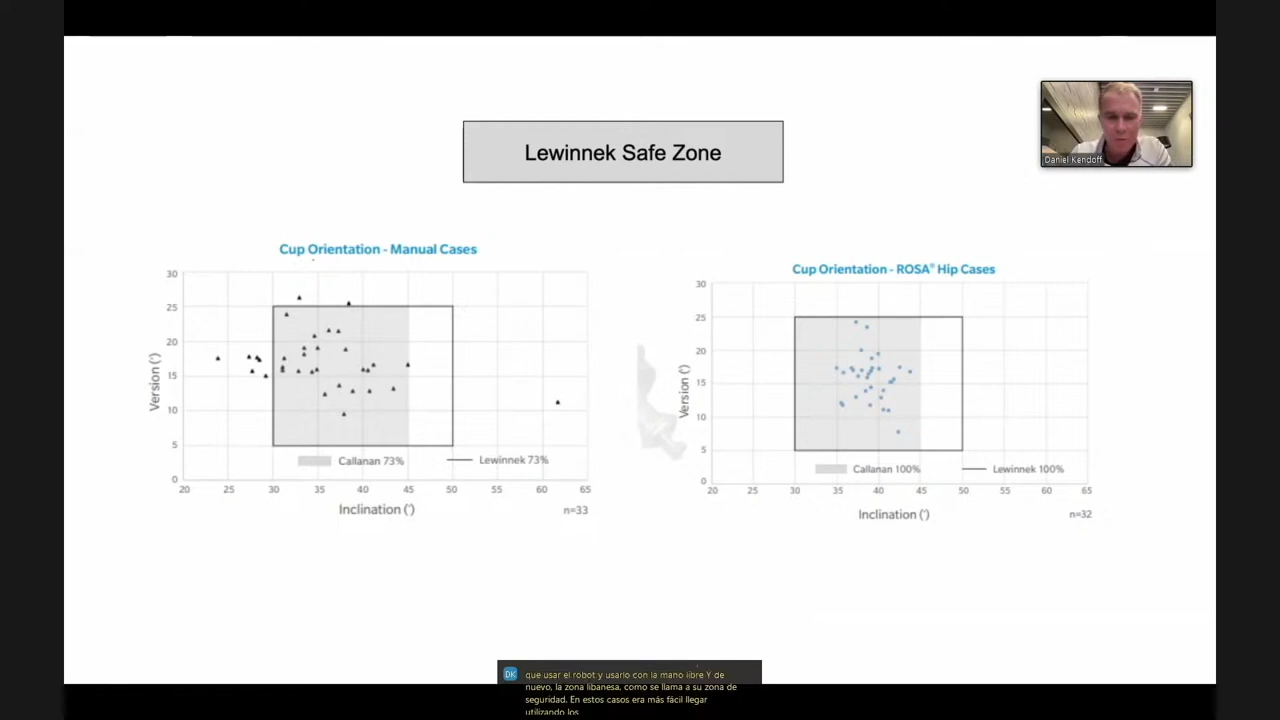 Lewinnek Safe Zone
Daniel Kendoff
Cup Orientation - Manual Cases
30
25
20
15
10
5
0
Version (°)
Callanan 73%
Lewinnek 73%
20 25 30 35 40 45 50 55 60 65
Inclination (°)
n=33
Cup Orientation - ROSA® Hip Cases
30
25
20
15
10
5
0
Version (°)
Callanan 100%
Lewinnek 100%
20 25 30 35 40 45 50 55 60 65
Inclination (°)
n=32
DK
que usar el robot y usarlo con la mano libre Y de
nuevo, la zona libanesa, como se llama a su zona de
seguridad. En estos casos era más fácil llegar
utilizando los